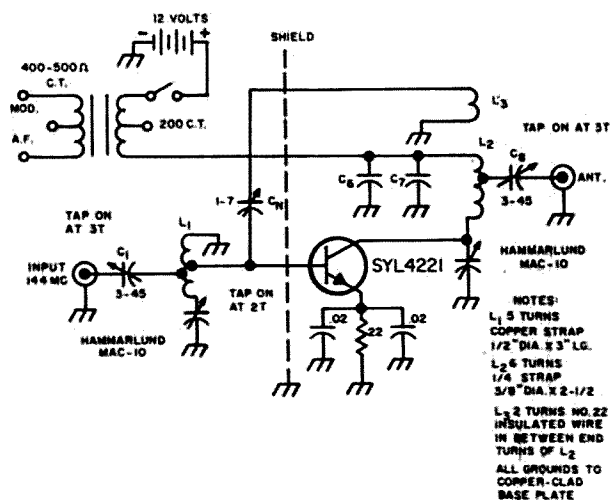 12 VOLTS
- +
SHIELD
400-500Ω
C.T.
MOD.
A.F.
200 C.T.
L3
TAP ON AT 3T
L2
C8
ANT.
3-45
C6
C7
1-7
CN
TAP ON
AT 3T
L1
C1
INPUT
144 MC
3-45
TAP ON
AT 2T
SYL4221
HAMMARLUND
MAC-10
HAMMARLUND
MAC-10
.02
.22
.02
NOTES:
L1 5 TURNS
COPPER STRAP
1/2" DIA. X 3" LG.
L2 6 TURNS
1/4 STRAP
3/8" DIA. X 2-1/2
L3 2 TURNS NO. 22
INSULATED WIRE
IN BETWEEN END
TURNS OF L2
ALL GROUNDS TO
COPPER-CLAD
BASE PLATE